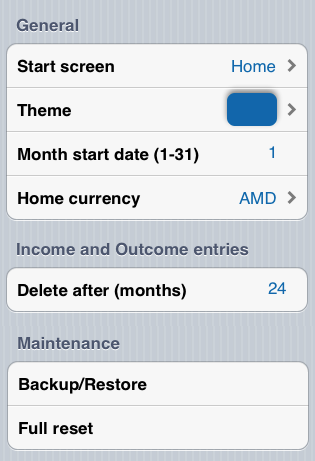 General
Start screen Home
Theme
Month start date (1-31) 1
Home currency AMD
Income and Outcome entries
Delete after (months) 24
Maintenance
Backup/Restore
Full reset